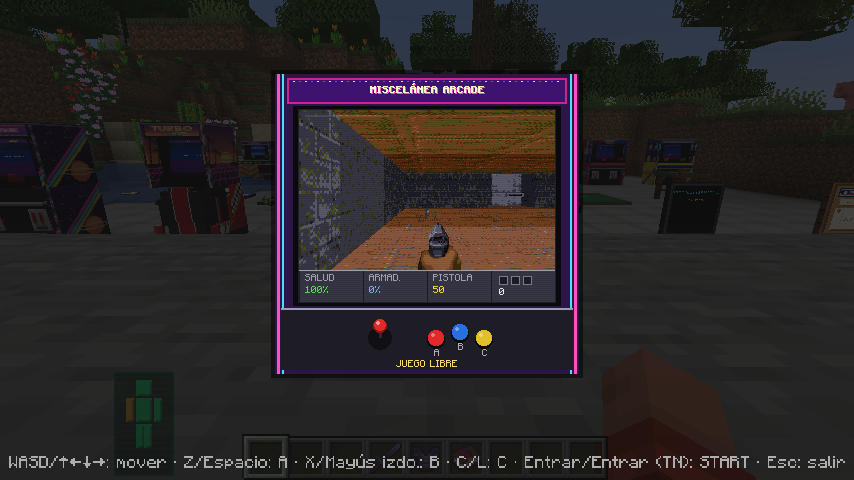 MISCELÁNEA ARCADE
TURBO
SALUD
100%
ARMAD.
0%
PISTOLA
50
0
A
B
C
JUEGO LIBRE
WASD/↑←↓→: mover · Z/Espacio: A · X/Mayús izdo.: B · C/L: C · Entrar/Entrar (TN): START · Esc: salir